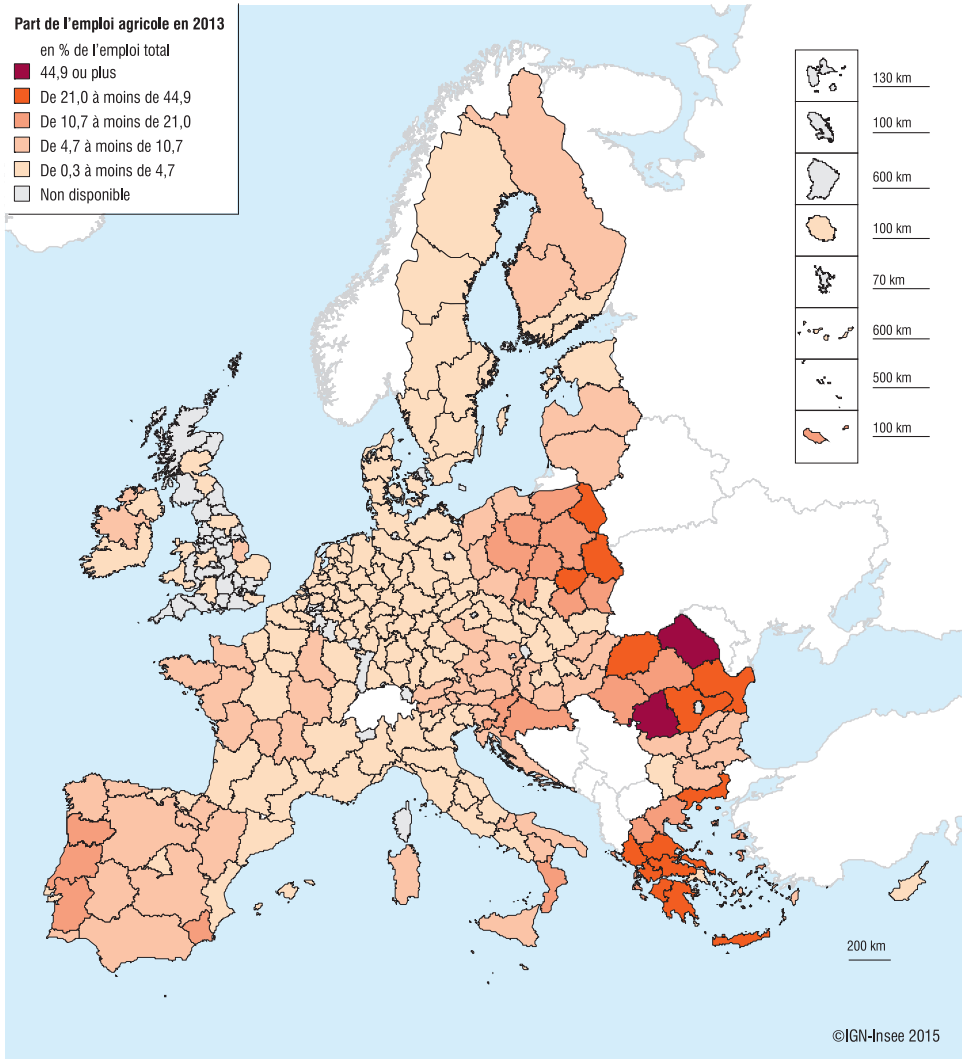 Part de l'emploi agricole en 2013
en % de l'emploi total
44,9 ou plus
De 21,0 à moins de 44,9
De 10,7 à moins de 21,0
De 4,7 à moins de 10,7
De 0,3 à moins de 4,7
Non disponible
130 km
100 km
600 km
100 km
70 km
600 km
500 km
100 km
200 km
©IGN-Insee 2015